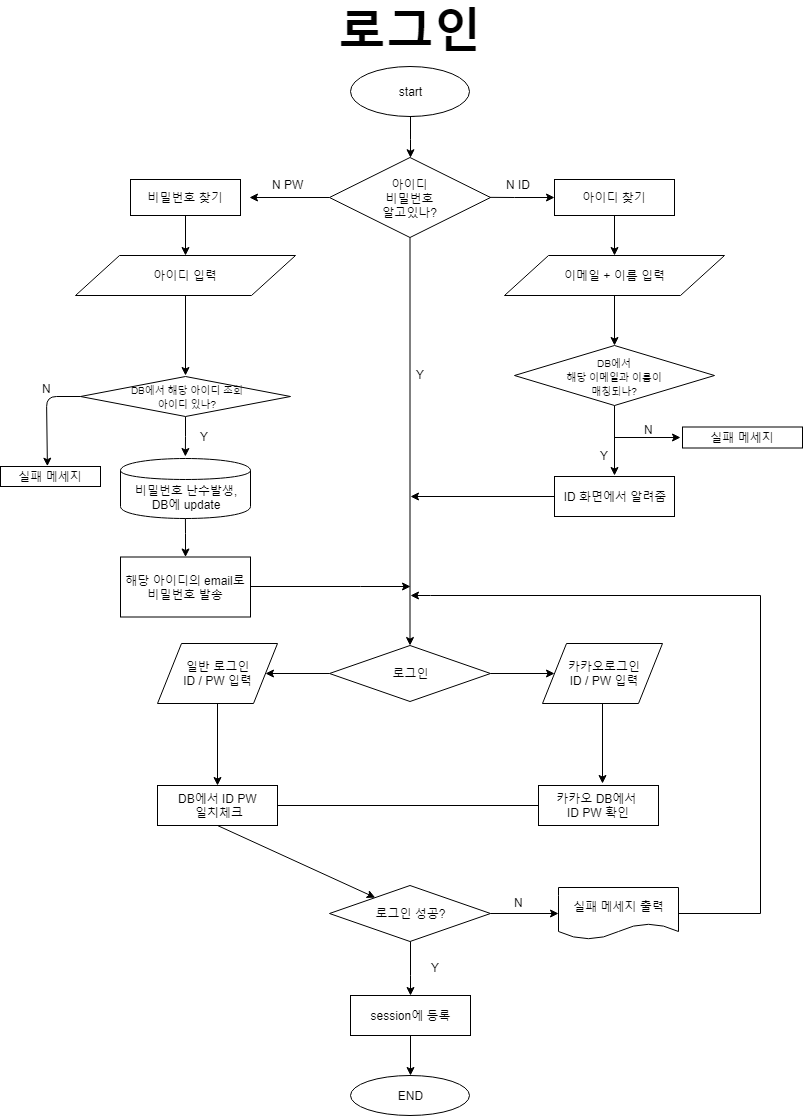 로그인
start
아이디
비밀번호
알고있나?
N PW
N ID
비밀번호 찾기
아이디 찾기
아이디 입력
이메일 + 이름 입력
Y
DB에서
해당 이메일과 이름이
매칭되나?
DB에서 해당 아이디 조회
아이디 있나?
N
Y
N
실패 메세지
Y
실패 메세지
비밀번호 난수발생,
DB에 update
ID 화면에서 알려줌
해당 아이디의 email로
비밀번호 발송
일반 로그인
ID / PW 입력
로그인
카카오로그인
ID / PW 입력
DB에서 ID PW
일치체크
카카오 DB에서
ID PW 확인
로그인 성공?
N
실패 메세지 출력
Y
session에 등록
END